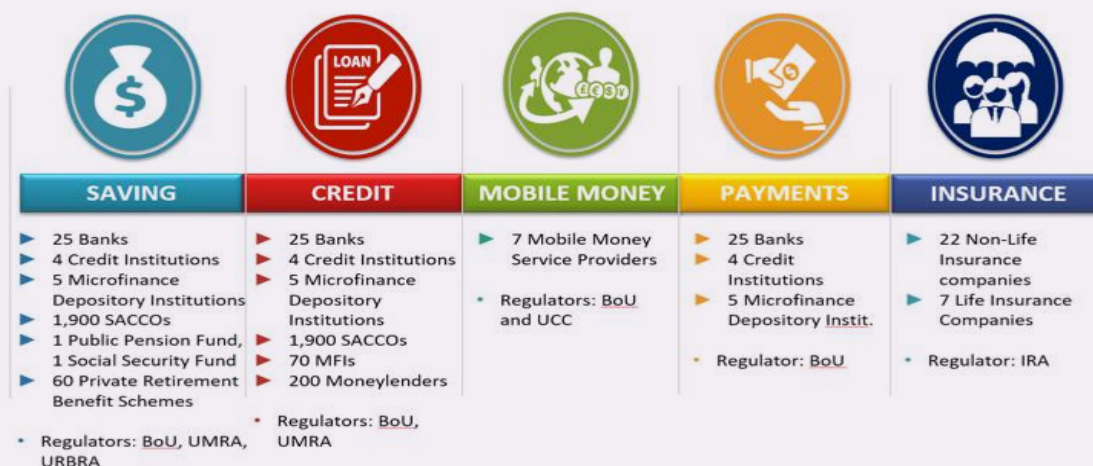 $
LOAN
£€$¥
$
SAVING
25 Banks
4 Credit Institutions
5 Microfinance
Depository Institutions
1,900 SACCOs
1 Public Pension Fund,
1 Social Security Fund
60 Private Retirement
Benefit Schemes
Regulators: BoU, UMRA,
URBRA
CREDIT
25 Banks
4 Credit Institutions
5 Microfinance
Depository
Institutions
1,900 SACCOs
70 MFIs
200 Moneylenders
Regulators: BoU,
UMRA
MOBILE MONEY
7 Mobile Money
Service Providers
Regulators: BoU
and UCC
PAYMENTS
25 Banks
4 Credit
Institutions
5 Microfinance
Depository Instit.
Regulator: BoU
INSURANCE
22 Non-Life
Insurance
companies
7 Life Insurance
Companies
Regulator: IRA